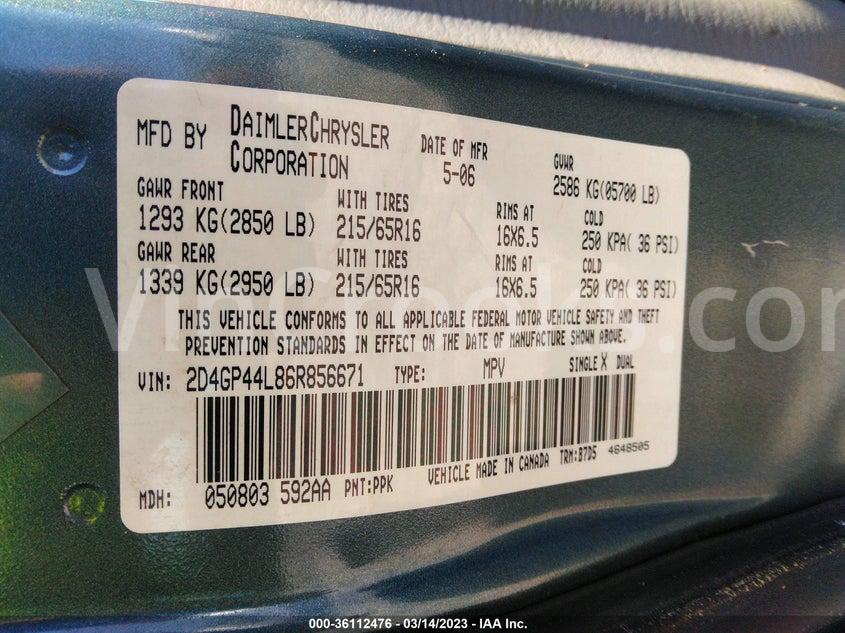 MFD BY DAIMLERCHRYSLER CORPORATION DATE OF MFR 5-06 GVWR 2586 KG(05700 LB)
GAWR FRONT WITH TIRES RIMS AT COLD
1293 KG(2850 LB) 215/65R16 16X6.5 250 KPA( 36 PSI)
GAWR REAR WITH TIRES RIMS AT COLD
1339 KG(2950 LB) 215/65R16 16X6.5 250 KPA( 36 PSI)
THIS VEHICLE CONFORMS TO ALL APPLICABLE FEDERAL MOTOR VEHICLE SAFETY AND THEFT
PREVENTION STANDARDS IN EFFECT ON THE DATE OF MANUFACTURE SHOWN ABOVE.
VIN: 2D4GP44L86R856671 TYPE: MPV SINGLE X DUAL
MDH: 050803 592AA PNT:PPK VEHICLE MADE IN CANADA TRM:B7D5 4648505
000-36112476 - 03/14/2023 - IAA Inc.